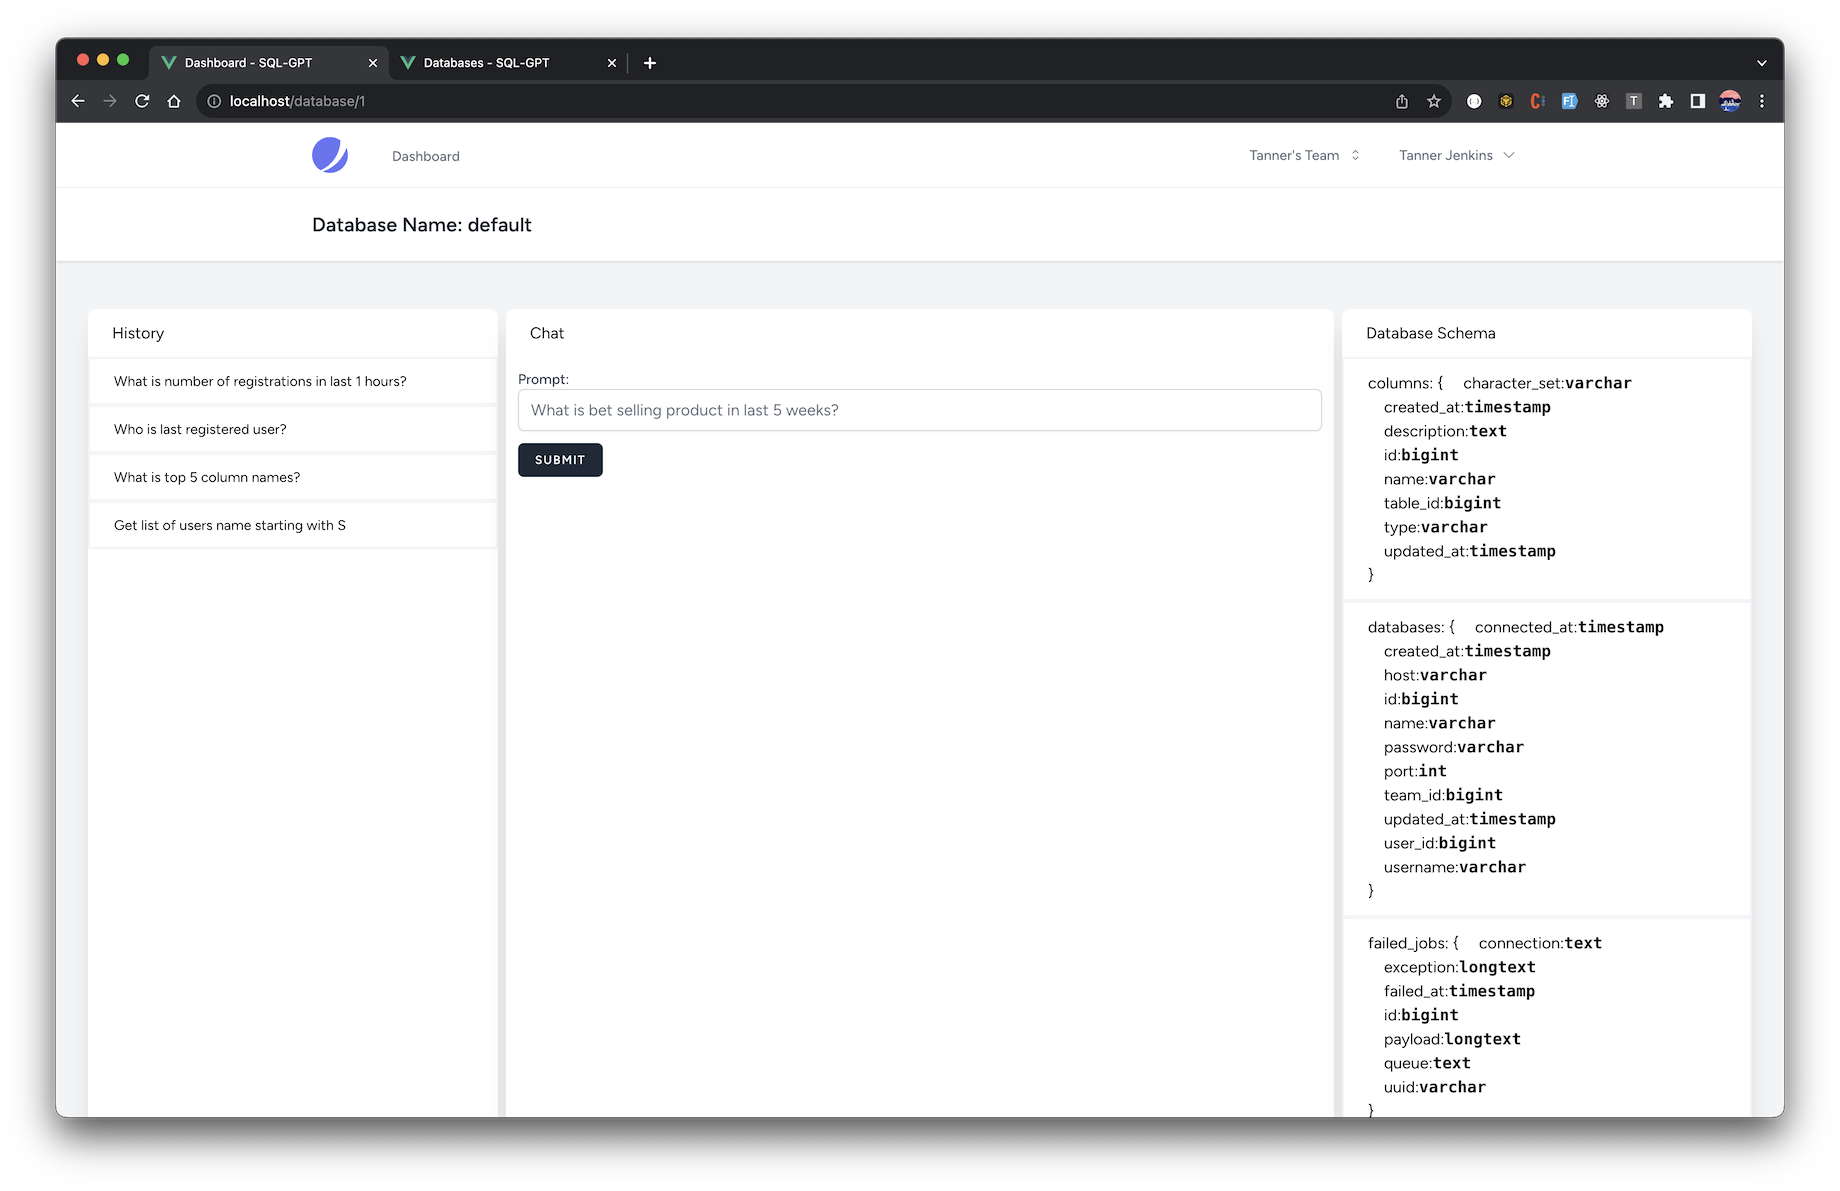 Dashboard - SQL-GPT
Databases - SQL-GPT
localhost/database/1
Dashboard
Tanner's Team
Tanner Jenkins
Database Name: default
History
What is number of registrations in last 1 hours?
Who is last registered user?
What is top 5 column names?
Get list of users name starting with S
Chat
Prompt:
What is bet selling product in last 5 weeks?
SUBMIT
Database Schema
columns: { character_set:varchar
created_at:timestamp
description:text
id:bigint
name:varchar
table_id:bigint
type:varchar
updated_at:timestamp
}
databases: { connected_at:timestamp
created_at:timestamp
host:varchar
id:bigint
name:varchar
password:varchar
port:int
team_id:bigint
updated_at:timestamp
user_id:bigint
username:varchar
}
failed_jobs: { connection:text
exception:longtext
failed_at:timestamp
id:bigint
payload:longtext
queue:text
uuid:varchar
}